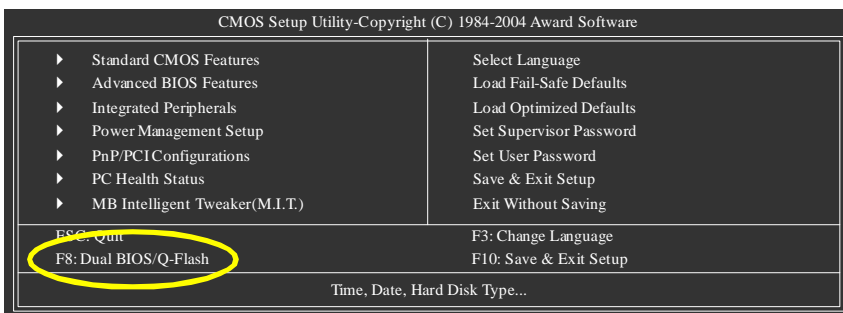 CMOS Setup Utility-Copyright (C) 1984-2004 Award Software
Standard CMOS Features
Advanced BIOS Features
Integrated Peripherals
Power Management Setup
PnP/PCI Configurations
PC Health Status
MB Intelligent Tweaker(M.I.T.)
Select Language
Load Fail-Safe Defaults
Load Optimized Defaults
Set Supervisor Password
Set User Password
Save & Exit Setup
Exit Without Saving
ESC: Quit
F3: Change Language
F8: Dual BIOS/Q-Flash
F10: Save & Exit Setup
Time, Date, Hard Disk Type...